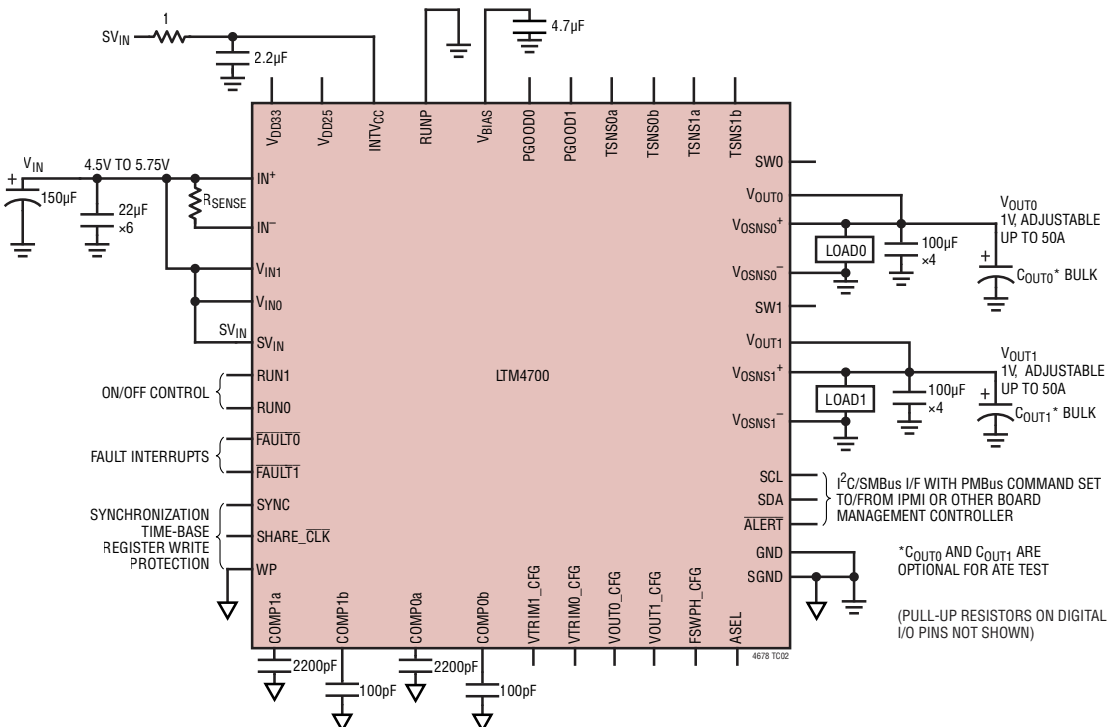 1
SVIN
2.2µF
4.7µF
VDD33
VDD25
INTVCC
RUNP
VBIAS
PGOOD0
PGOOD1
TSNS0a
TSNS0b
TSNS1a
TSNS1b
VIN
4.5V TO 5.75V
+
150µF
22µF
×6
RSENSE
IN+
IN–
VIN1
VIN0
SVIN
SVIN
ON/OFF CONTROL
RUN1
RUN0
FAULT INTERRUPTS
FAULT0
FAULT1
SYNCHRONIZATION
TIME-BASE
REGISTER WRITE
PROTECTION
SYNC
SHARE_CLK
WP
LTM4700
SW0
VOUT0
VOSNS0+
VOSNS0–
LOAD0
100µF
×4
VOUT0
1V, ADJUSTABLE
UP TO 50A
+
COUT0* BULK
SW1
VOUT1
VOSNS1+
VOSNS1–
LOAD1
100µF
×4
VOUT1
1V, ADJUSTABLE
UP TO 50A
+
COUT1* BULK
SCL
SDA
ALERT
I2C/SMBus I/F WITH PMBus COMMAND SET
TO/FROM IPMI OR OTHER BOARD
MANAGEMENT CONTROLLER
GND
SGND
*COUT0 AND COUT1 ARE
OPTIONAL FOR ATE TEST
(PULL-UP RESISTORS ON DIGITAL
I/O PINS NOT SHOWN)
COMP1a
COMP1b
COMP0a
COMP0b
VTRIM1_CFG
VTRIM0_CFG
VOUT0_CFG
VOUT1_CFG
FSWPH_CFG
ASEL
4678 TC02
2200pF
100pF
2200pF
100pF